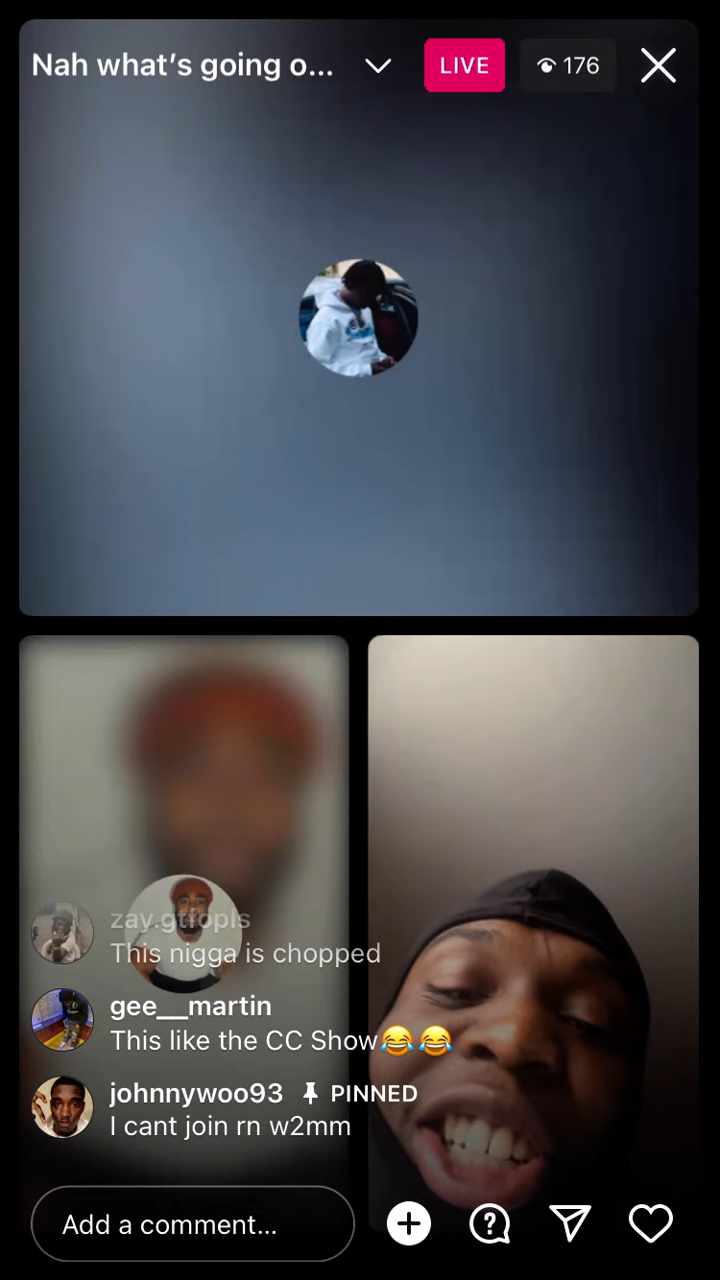 Nah what's going o...
LIVE
176
zay.gtfopls
This nigga is chopped
gee__martin
This like the CC Show😂😂
johnnywoo93 PINNED
I cant join rn w2mm
Add a comment...